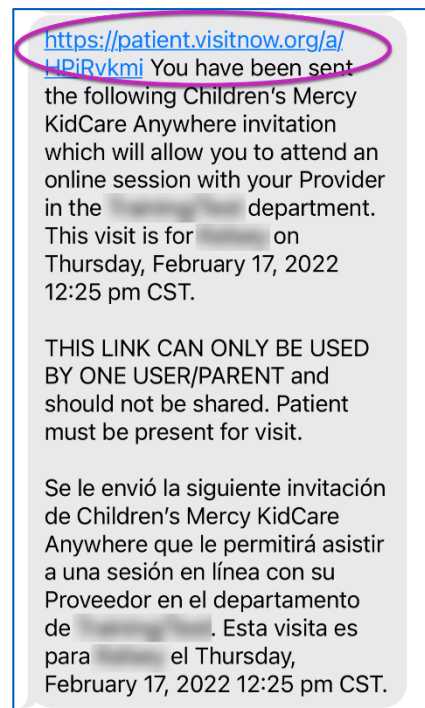 https://patient.visitnow.org/a/
HPiRvkmi You have been sent
the following Children's Mercy
KidCare Anywhere invitation
which will allow you to attend an
online session with your Provider
in the department.
This visit is for on
Thursday, February 17, 2022
12:25 pm CST.
THIS LINK CAN ONLY BE USED
BY ONE USER/PARENT and
should not be shared. Patient
must be present for visit.
Se le envió la siguiente invitación
de Children's Mercy KidCare
Anywhere que le permitirá asistir
a una sesión en línea con su
Proveedor en el departamento
de . Esta visita es
para el Thursday,
February 17, 2022 12:25 pm CST.